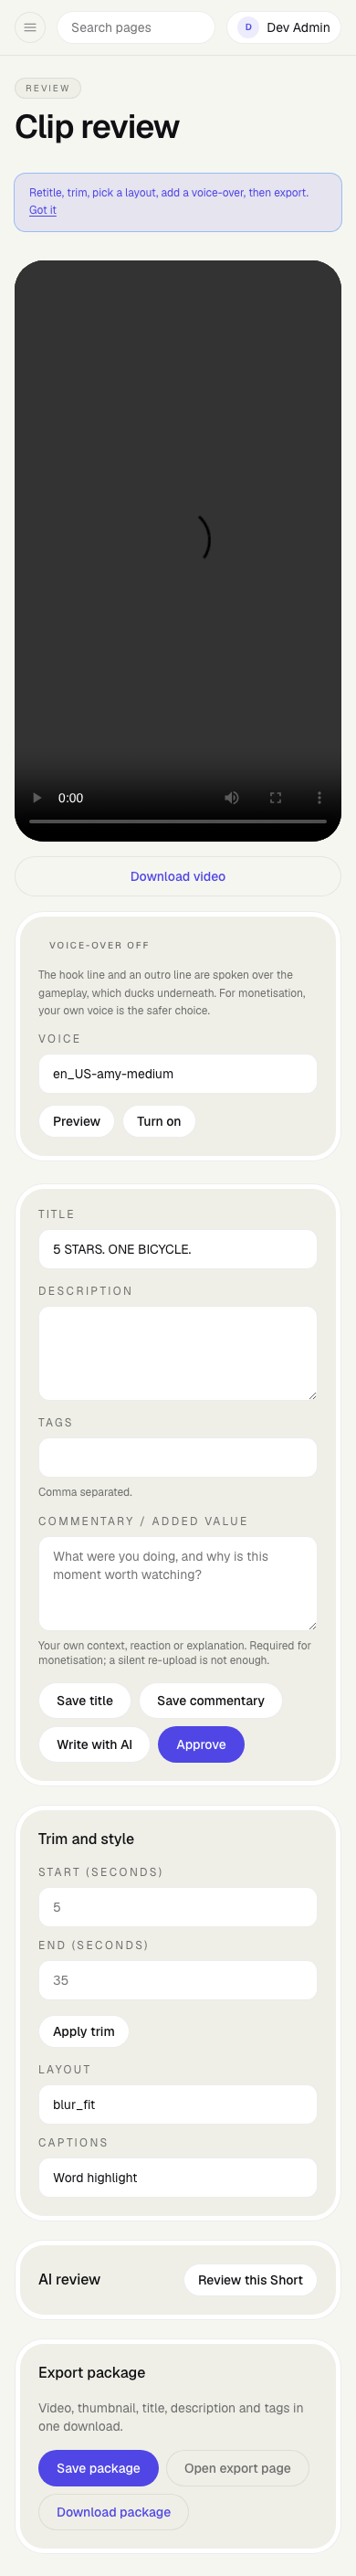 Search pages
D
Dev Admin
REVIEW
Clip review
Retitle, trim, pick a layout, add a voice-over, then export.
Got it
0:00
Download video
VOICE-OVER OFF
The hook line and an outro line are spoken over the
gameplay, which ducks underneath. For monetisation,
your own voice is the safer choice.
VOICE
en_US-amy-medium
Preview
Turn on
TITLE
5 STARS. ONE BICYCLE.
DESCRIPTION
TAGS
Comma separated.
COMMENTARY / ADDED VALUE
What were you doing, and why is this
moment worth watching?
Your own context, reaction or explanation. Required for
monetisation; a silent re-upload is not enough.
Save title
Save commentary
Write with AI
Approve
Trim and style
START (SECONDS)
5
END (SECONDS)
35
Apply trim
LAYOUT
blur_fit
CAPTIONS
Word highlight
AI review
Review this Short
Export package
Video, thumbnail, title, description and tags in
one download.
Save package
Open export page
Download package